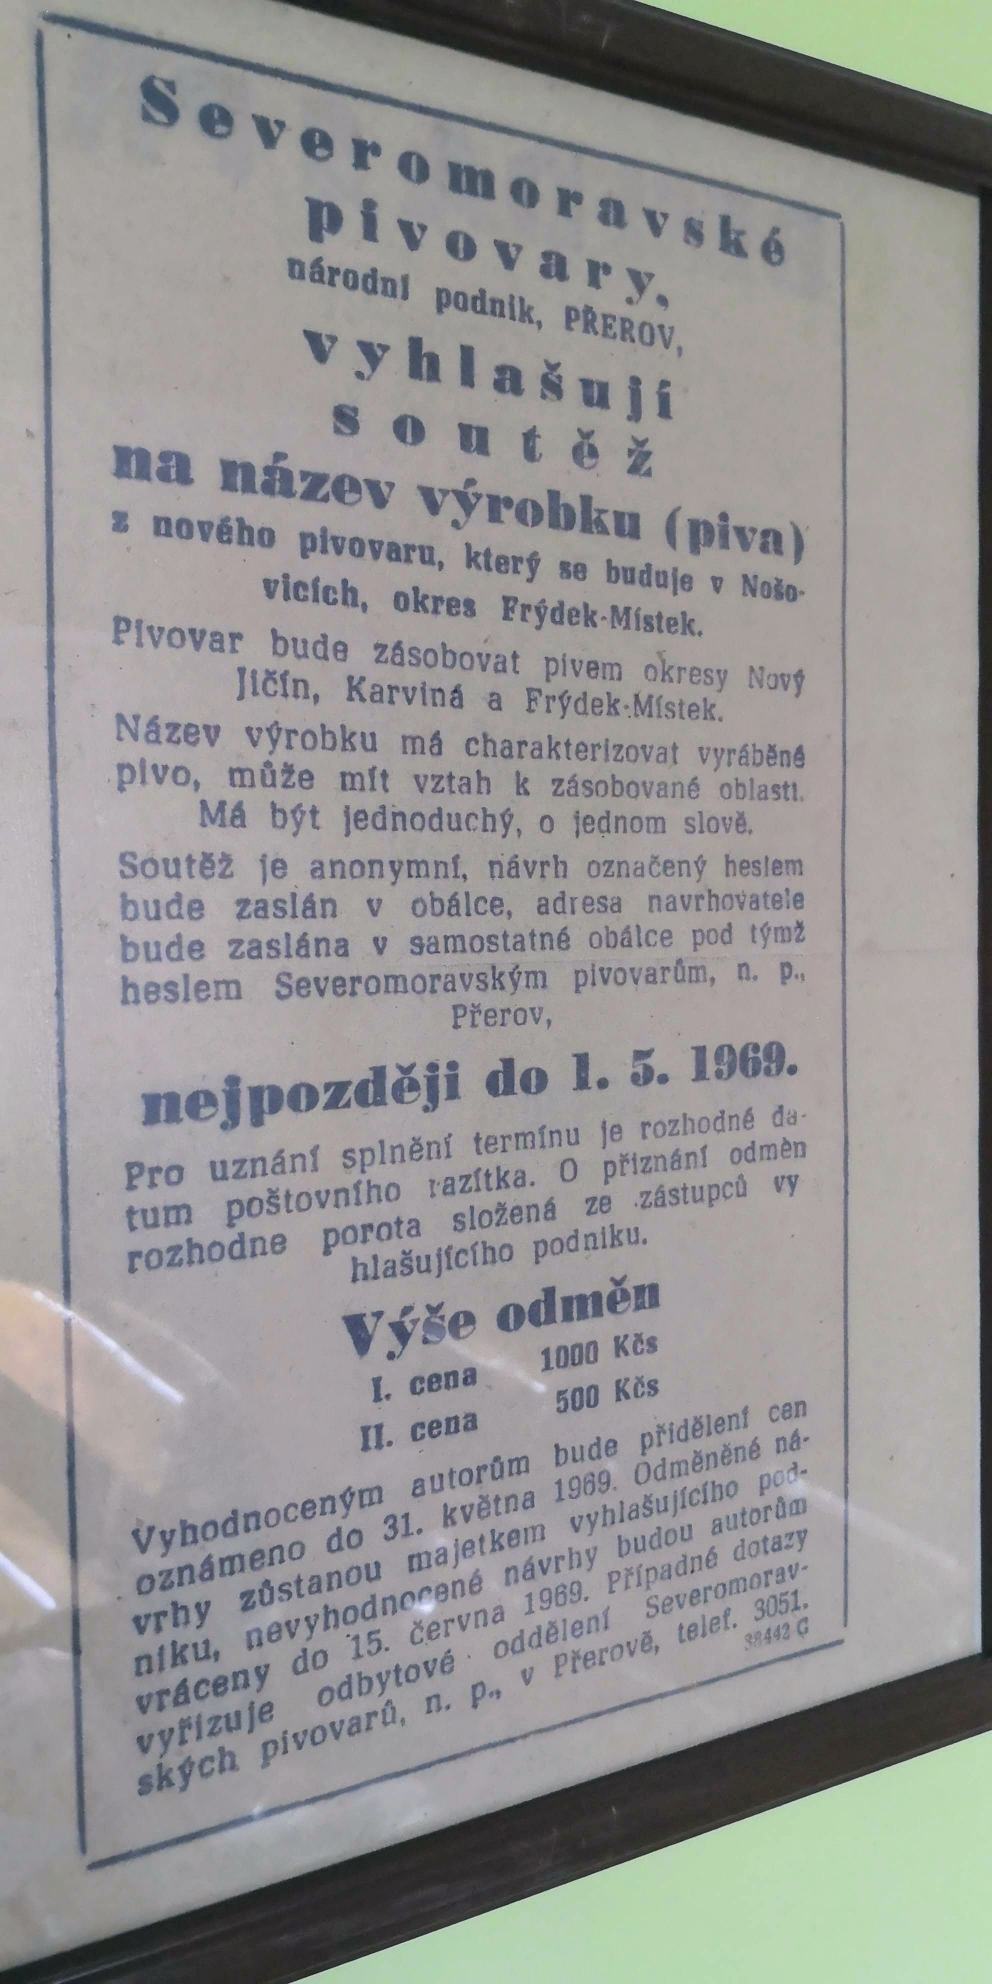 Severomoravské
pivovary,
národní podnik, PŘEROV,
vyhlašují
soutěž
na název výrobku (piva)
z nového pivovaru, který se buduje v Nošo-
vicích, okres Frýdek-Místek.
Pivovar bude zásobovat pivem okresy Nový
Jičín, Karviná a Frýdek-Místek.
Název výrobku má charakterizovat vyráběné
pivo, může mít vztah k zásobované oblasti.
Má být jednoduchý, o jednom slově.
Soutěž je anonymní, návrh označený heslem
bude zaslán v obálce, adresa navrhovatele
bude zaslána v samostatné obálce pod týmž
heslem Severomoravským pivovarům, n. p.,
Přerov,
nejpozději do 1. 5. 1969.
Pro uznání splnění termínu je rozhodné da-
tum poštovního razítka. O přiznání odměn
rozhodne porota složená ze zástupců vy
hlašujícího podniku.
Výše odměn
I. cena 1000 Kčs
II. cena 500 Kčs
Vyhodnoceným autorům bude přidělení cen
oznámeno do 31. května 1969. Odměněné ná-
vrhy zůstanou majetkem vyhlašujícího pod-
niku, nevyhodnocené návrhy budou autorům
vráceny do 15. června 1969. Případné dotazy
vyřizuje odbytové oddělení Severomorav-
ských pivovarů, n. p., v Přerově, telef. 3051.
38442 G